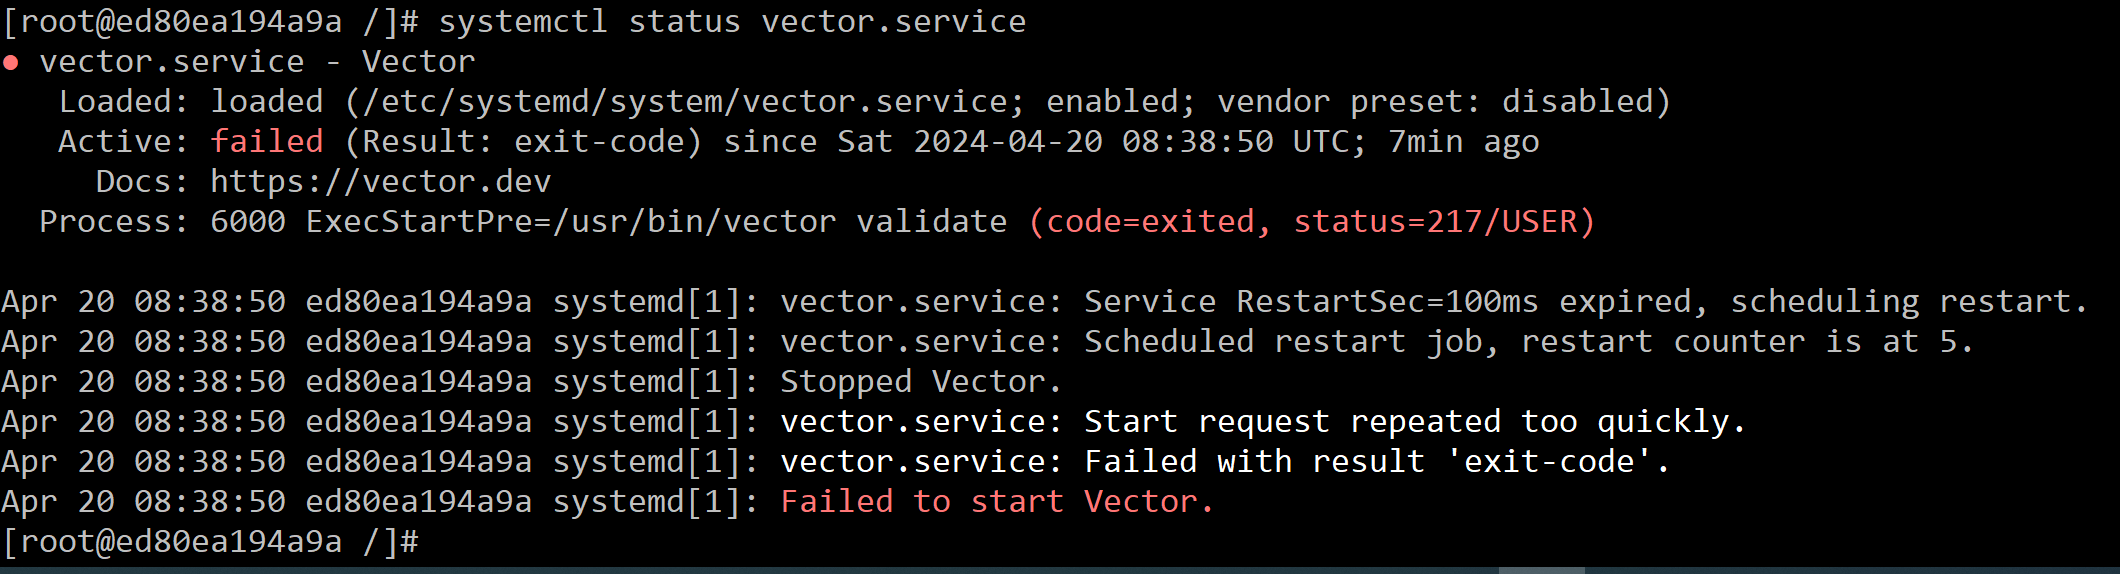 [root@ed80ea194a9a /]# systemctl status vector.service
● vector.service - Vector
   Loaded: loaded (/etc/systemd/system/vector.service; enabled; vendor preset: disabled)
   Active: failed (Result: exit-code) since Sat 2024-04-20 08:38:50 UTC; 7min ago
     Docs: https://vector.dev
  Process: 6000 ExecStartPre=/usr/bin/vector validate (code=exited, status=217/USER)

Apr 20 08:38:50 ed80ea194a9a systemd[1]: vector.service: Service RestartSec=100ms expired, scheduling restart.
Apr 20 08:38:50 ed80ea194a9a systemd[1]: vector.service: Scheduled restart job, restart counter is at 5.
Apr 20 08:38:50 ed80ea194a9a systemd[1]: Stopped Vector.
Apr 20 08:38:50 ed80ea194a9a systemd[1]: vector.service: Start request repeated too quickly.
Apr 20 08:38:50 ed80ea194a9a systemd[1]: vector.service: Failed with result 'exit-code'.
Apr 20 08:38:50 ed80ea194a9a systemd[1]: Failed to start Vector.
[root@ed80ea194a9a /]#